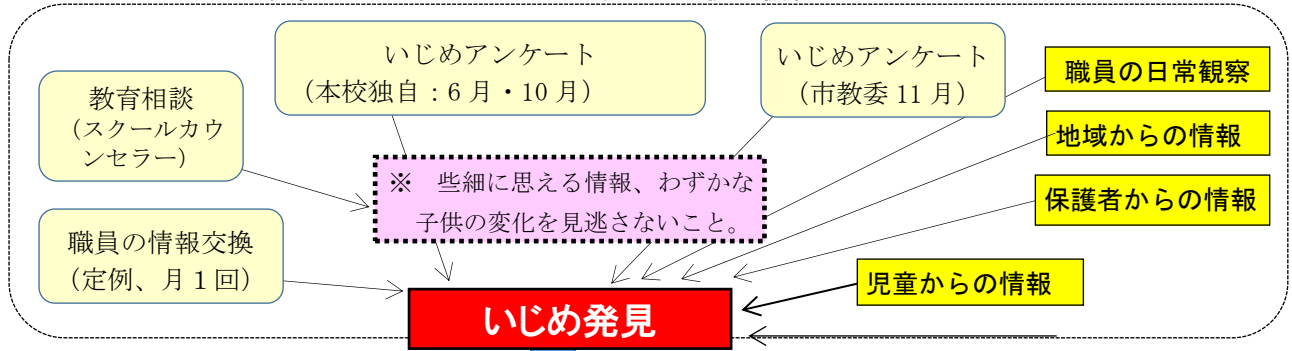 いじめアンケート
(本校独自：6月・10月)
いじめアンケート
(市教委 11月)
職員の日常観察
教育相談
(スクールカウ
ンセラー)
地域からの情報
※　些細に思える情報、わずかな
子供の変化を見逃さないこと。
保護者からの情報
職員の情報交換
(定例、月１回)
児童からの情報
いじめ発見